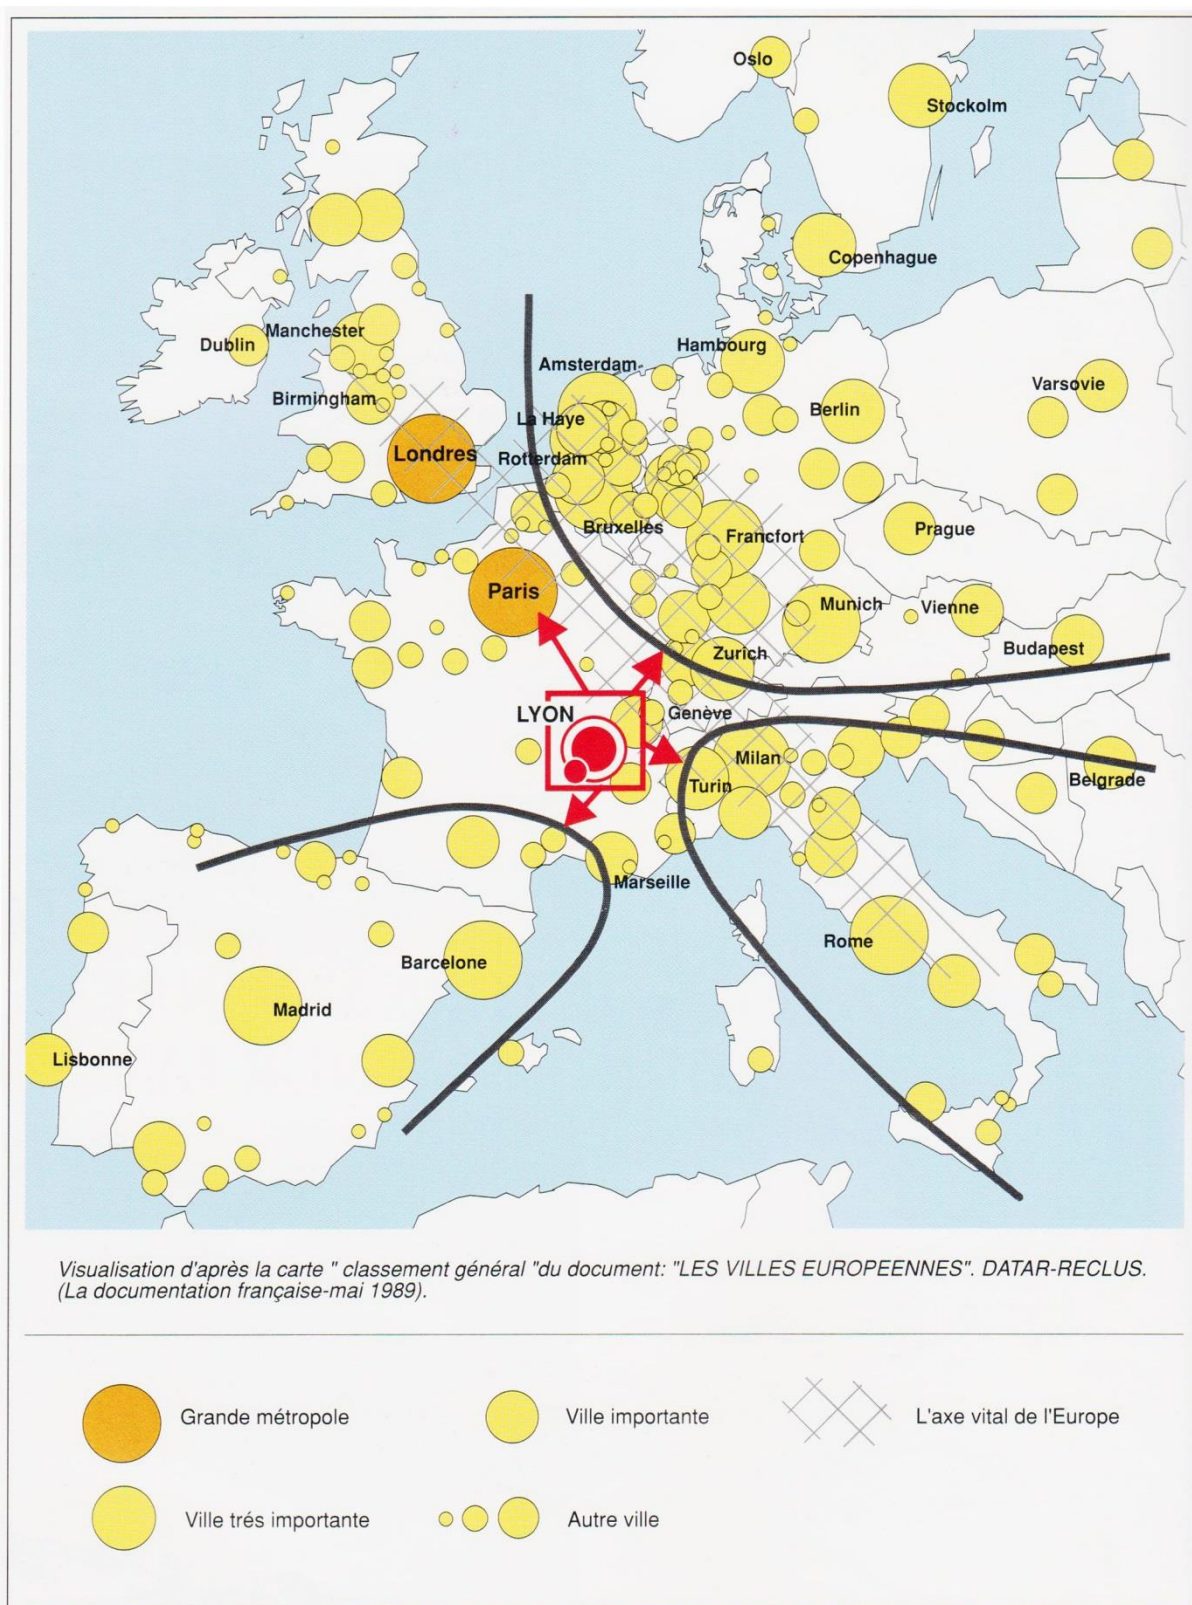 Oslo
Stockolm
Copenhague
Dublin
Manchester
Hambourg
Amsterdam
Varsovie
Birmingham
La Haye
Berlin
Londres
Rotterdam
Bruxelles
Francfort
Prague
Paris
Munich
Vienne
Zurich
Budapest
LYON
Genève
Milan
Turin
Belgrade
Marseille
Rome
Barcelone
Madrid
Lisbonne
Visualisation d'après la carte " classement général "du document: "LES VILLES EUROPEENNES". DATAR-RECLUS.
(La documentation française-mai 1989).
Grande métropole
Ville importante
L'axe vital de l'Europe
Ville trés importante
Autre ville